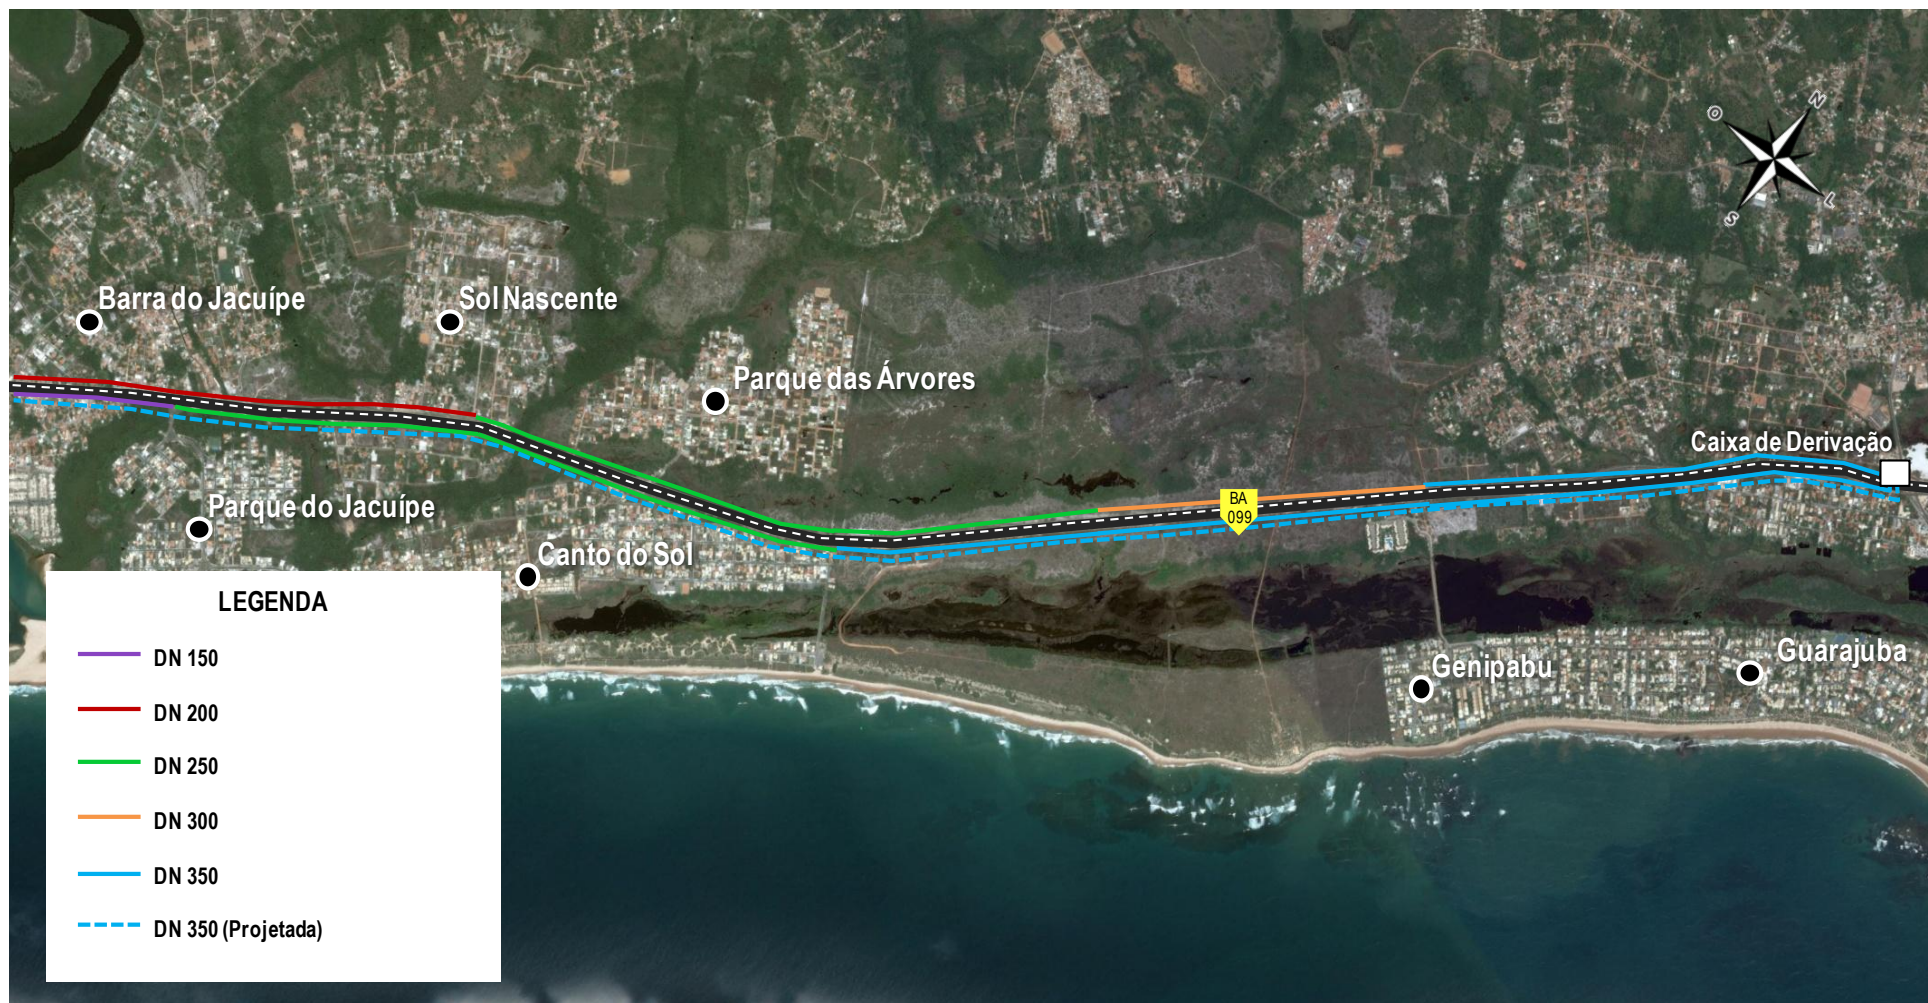 O
N
S
L
Barra do Jacuípe
Sol Nascente
Parque das Árvores
Caixa de Derivação
BA
099
Parque do Jacuípe
Canto do Sol
Genipabu
Guarajuba
LEGENDA
DN 150
DN 200
DN 250
DN 300
DN 350
DN 350 (Projetada)